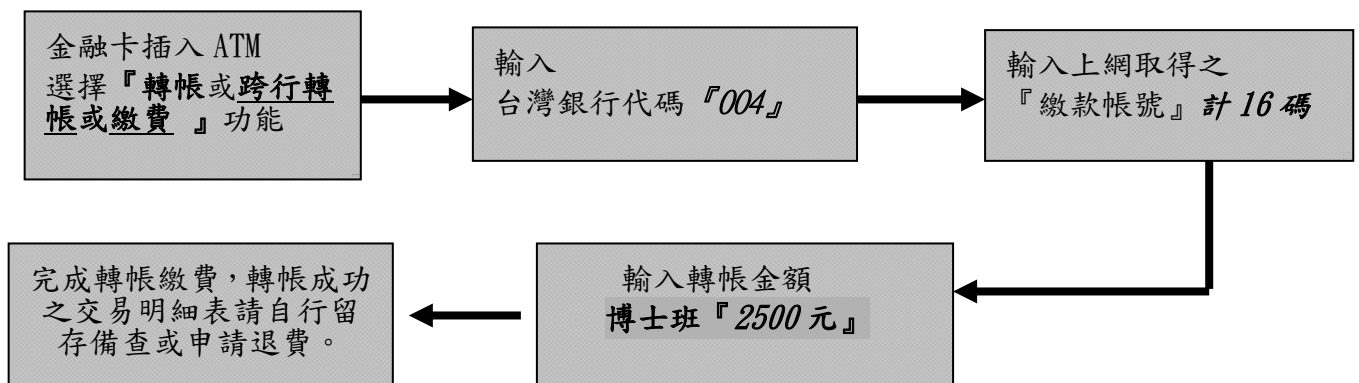 金融卡插入 ATM
選擇『轉帳或跨行轉
帳或繳費 』功能
輸入
台灣銀行代碼『004』
輸入上網取得之
『繳款帳號』計 16 碼
輸入轉帳金額
博士班『2500 元』
完成轉帳繳費，轉帳成功
之交易明細表請自行留
存備查或申請退費。